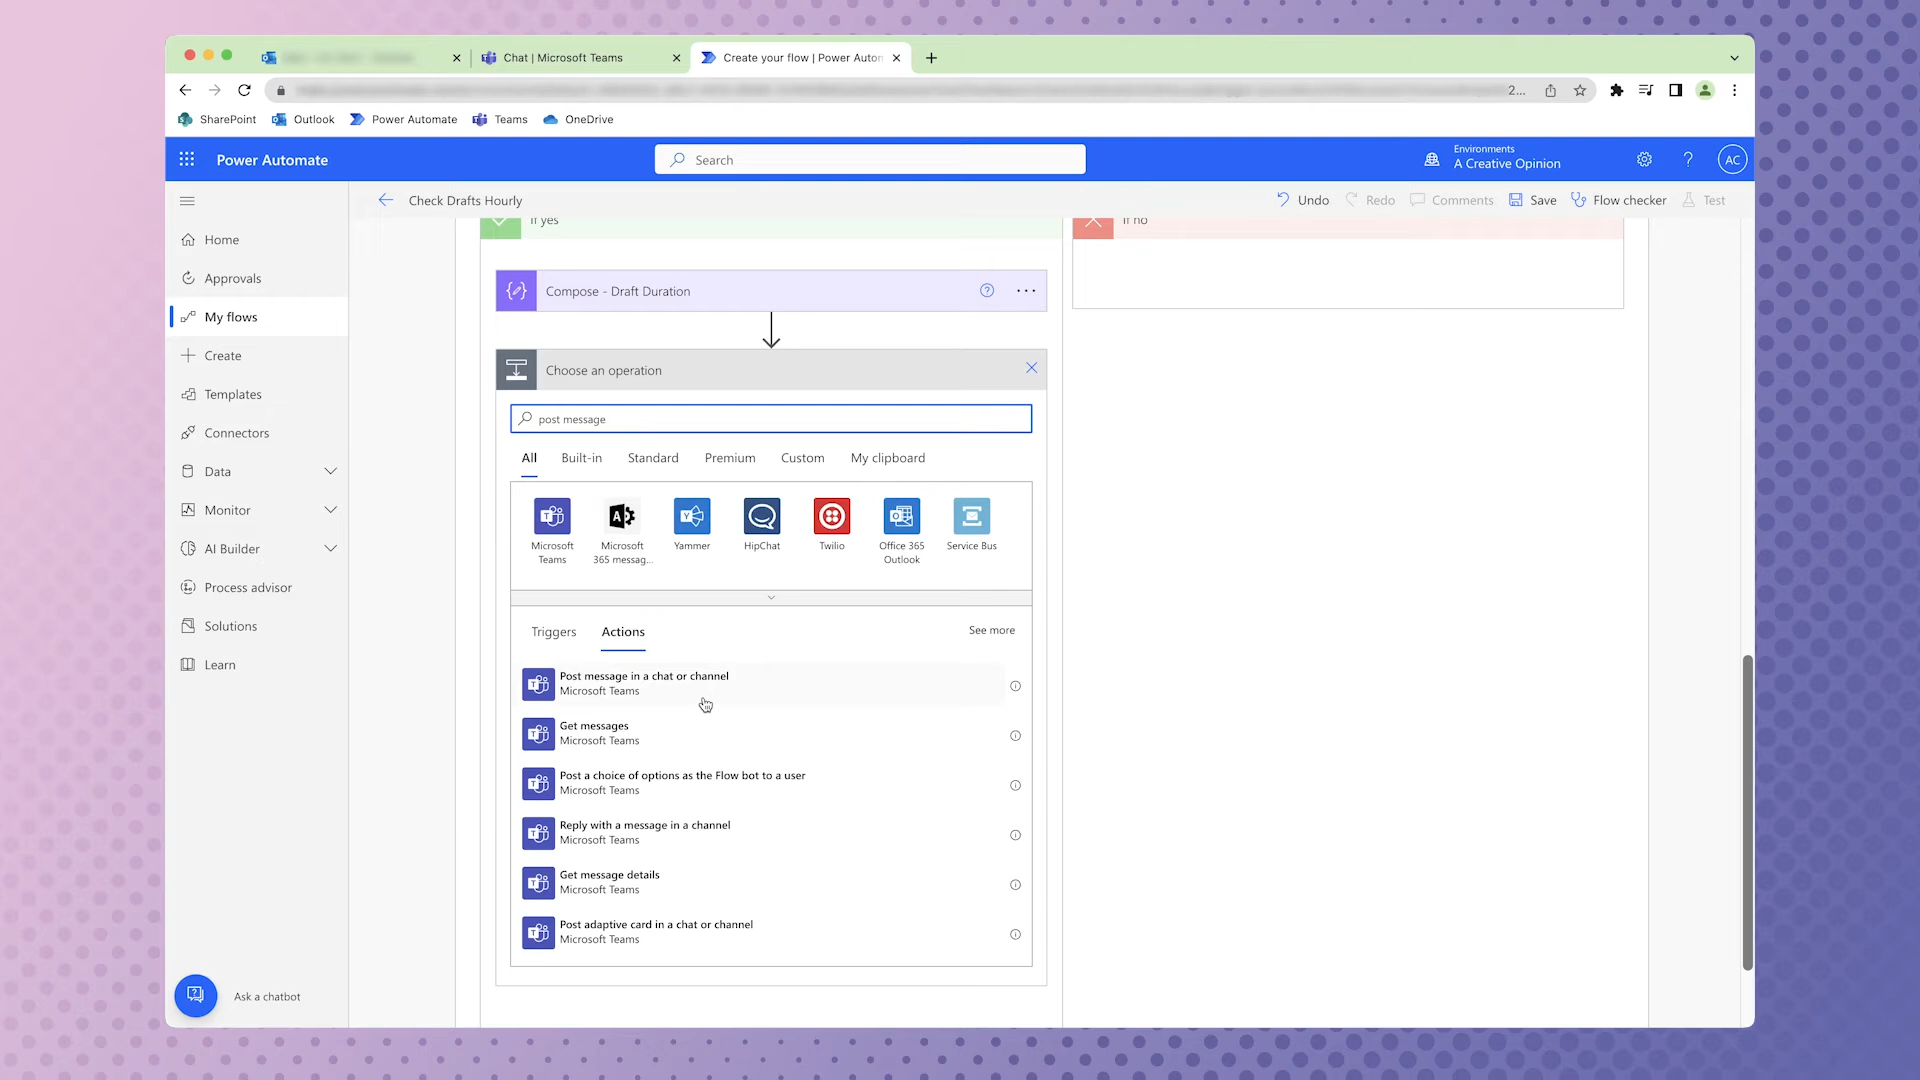 Chat | Microsoft Teams
Create your flow | Power Autom
2...
SharePoint
Outlook
Power Automate
Teams
OneDrive
Power Automate
Search
Environments
A Creative Opinion
?
AC
Check Drafts Hourly
Undo
Redo
Comments
Save
Flow checker
Test
Home
Approvals
My flows
Create
Templates
Connectors
Data
Monitor
AI Builder
Process advisor
Solutions
Learn
Ask a chatbot
If yes
If no
Compose - Draft Duration
Choose an operation
post message
All
Built-in
Standard
Premium
Custom
My clipboard
Microsoft
Teams
Microsoft
365 messag...
Yammer
HipChat
Twilio
Office 365
Outlook
Service Bus
Triggers
Actions
See more
Post message in a chat or channel
Microsoft Teams
Get messages
Microsoft Teams
Post a choice of options as the Flow bot to a user
Microsoft Teams
Reply with a message in a channel
Microsoft Teams
Get message details
Microsoft Teams
Post adaptive card in a chat or channel
Microsoft Teams